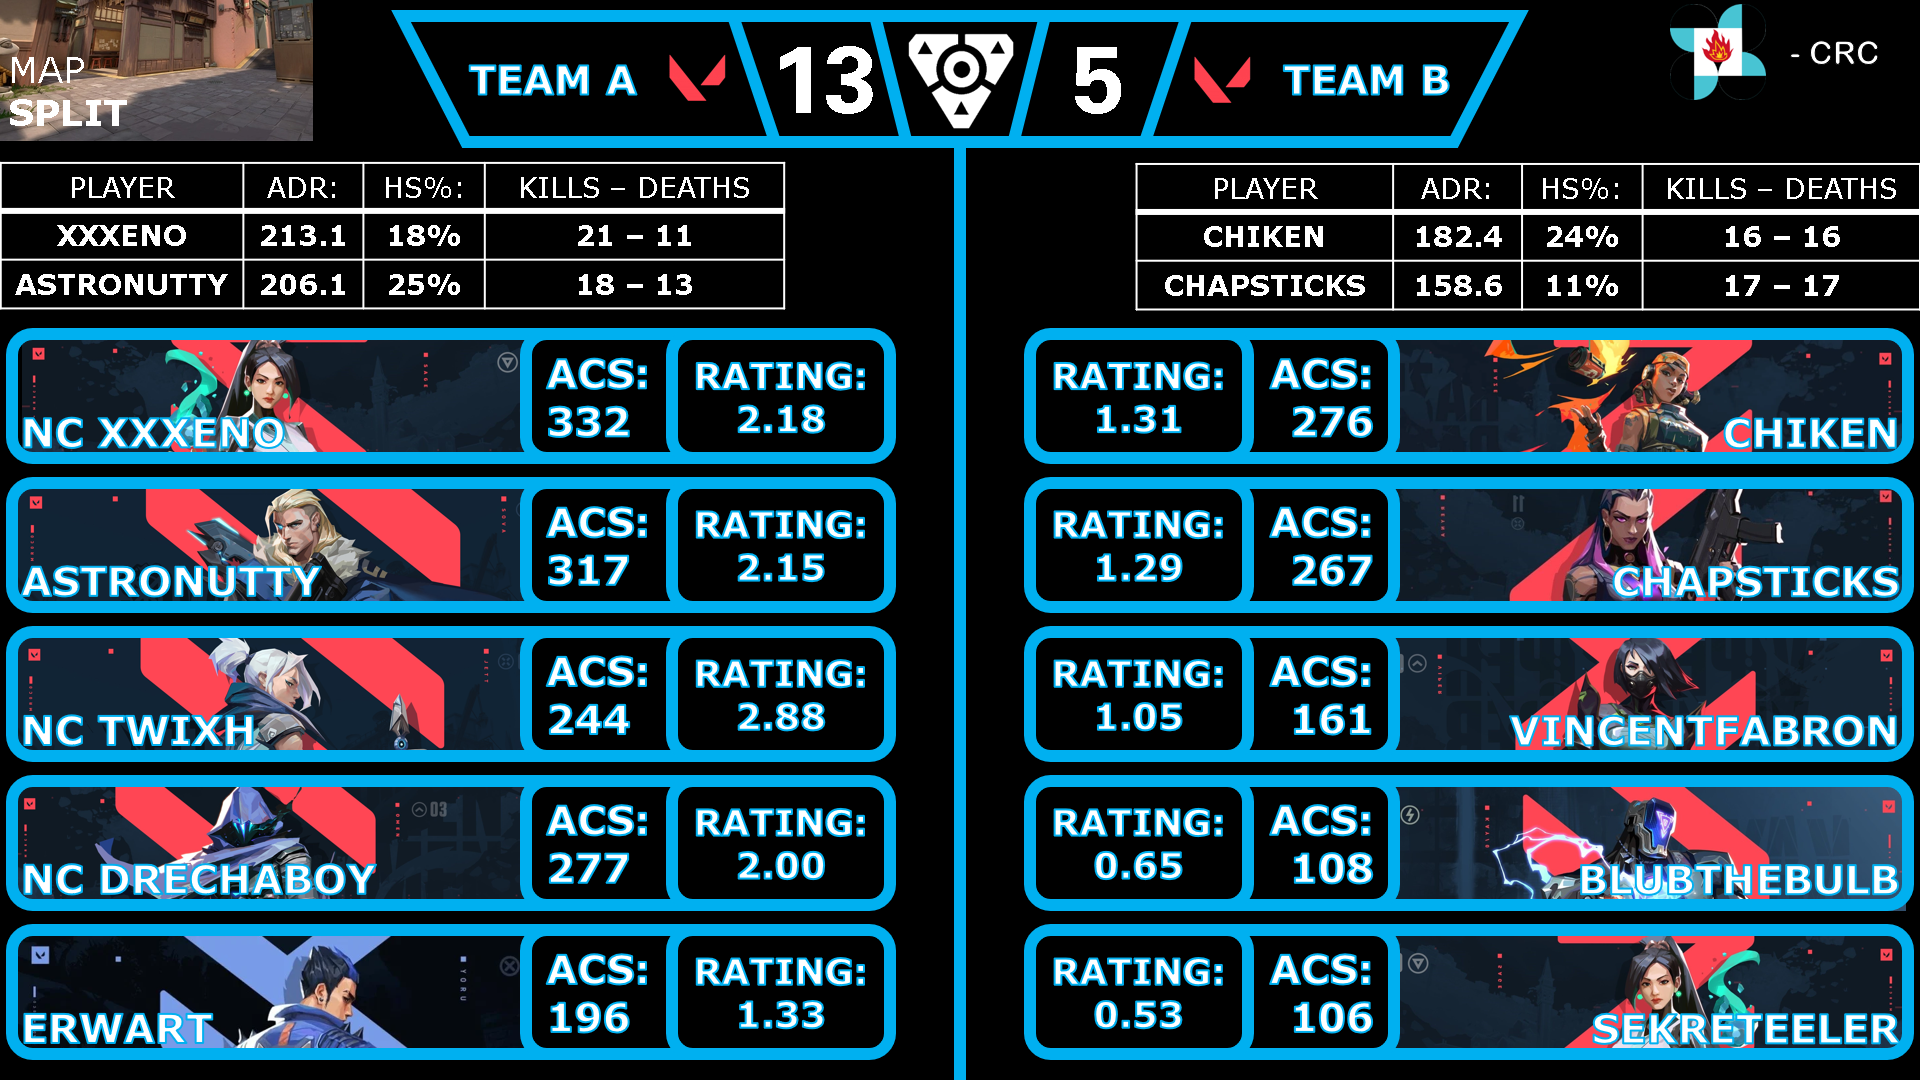 MAP
SPLIT
TEAM A
13
5
TEAM B
- CRC
PLAYER ADR: HS%: KILLS – DEATHS
XXXENO 213.1 18% 21 – 11
ASTRONUTTY 206.1 25% 18 – 13
PLAYER ADR: HS%: KILLS – DEATHS
CHIKEN 182.4 24% 16 – 16
CHAPSTICKS 158.6 11% 17 – 17
NC XXXENO
ACS:
332
RATING:
2.18
ASTRONUTTY
ACS:
317
RATING:
2.15
NC TWIXH
ACS:
244
RATING:
2.88
03
NC DRECHABOY
ACS:
277
RATING:
2.00
YORU
ERWART
ACS:
196
RATING:
1.33
RATING:
1.31
ACS:
276
CHIKEN
RATING:
1.29
ACS:
267
CHAPSTICKS
RATING:
1.05
ACS:
161
VINCENTFABRON
RATING:
0.65
ACS:
108
BLUBTHEBULB
RATING:
0.53
ACS:
106
SEKRETEELER